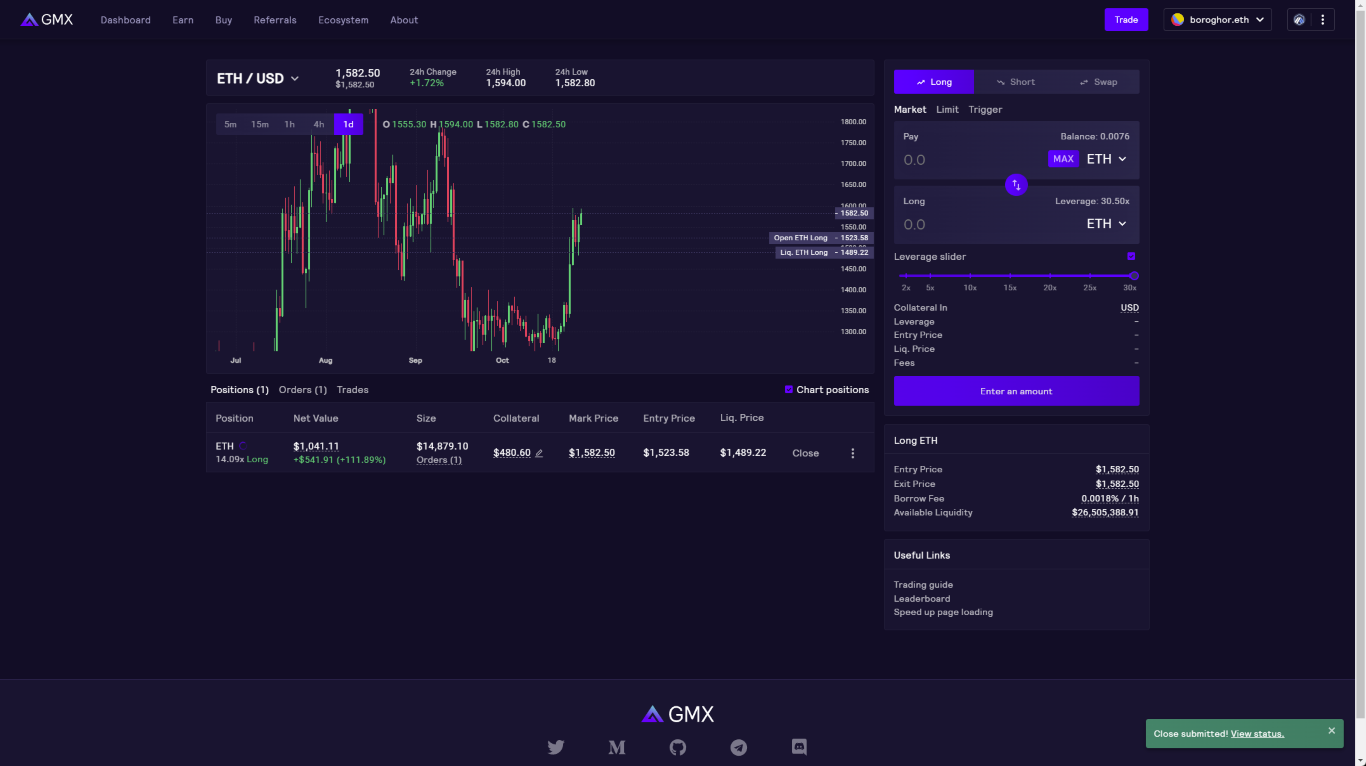 GMX Dashboard Earn Buy Referrals Ecosystem About Trade boroghor.eth
ETH / USD
1,582.50
$1,582.50
24h Change
+1.72%
24h High
1,594.00
24h Low
1,582.80
5m 15m 1h 4h 1d O 1555.30 H 1594.00 L 1582.80 C 1582.50
1800.00
1750.00
1700.00
1650.00
1600.00
1582.50
1550.00
Open ETH Long 1523.58
Liq. ETH Long 1489.22
1450.00
1400.00
1350.00
1300.00
Jul Aug Sep Oct 18
Positions (1) Orders (1) Trades Chart positions
Position Net Value Size Collateral Mark Price Entry Price Liq. Price
ETH $1,041.11 $14,879.10 $480.60 $1,582.50 $1,523.58 $1,489.22 Close
14.09x Long +$541.91 (+111.89%) Orders (1)
Long Short Swap
Market Limit Trigger
Pay Balance: 0.0076
0.0 MAX ETH
Long Leverage: 30.50x
0.0 ETH
Leverage slider
2x 5x 10x 15x 20x 25x 30x
Collateral In USD
Leverage –
Entry Price –
Liq. Price –
Fees –
Enter an amount
Long ETH
Entry Price $1,582.50
Exit Price $1,582.50
Borrow Fee 0.0018% / 1h
Available Liquidity $26,505,388.91
Useful Links
Trading guide
Leaderboard
Speed up page loading
GMX
Close submitted! View status.